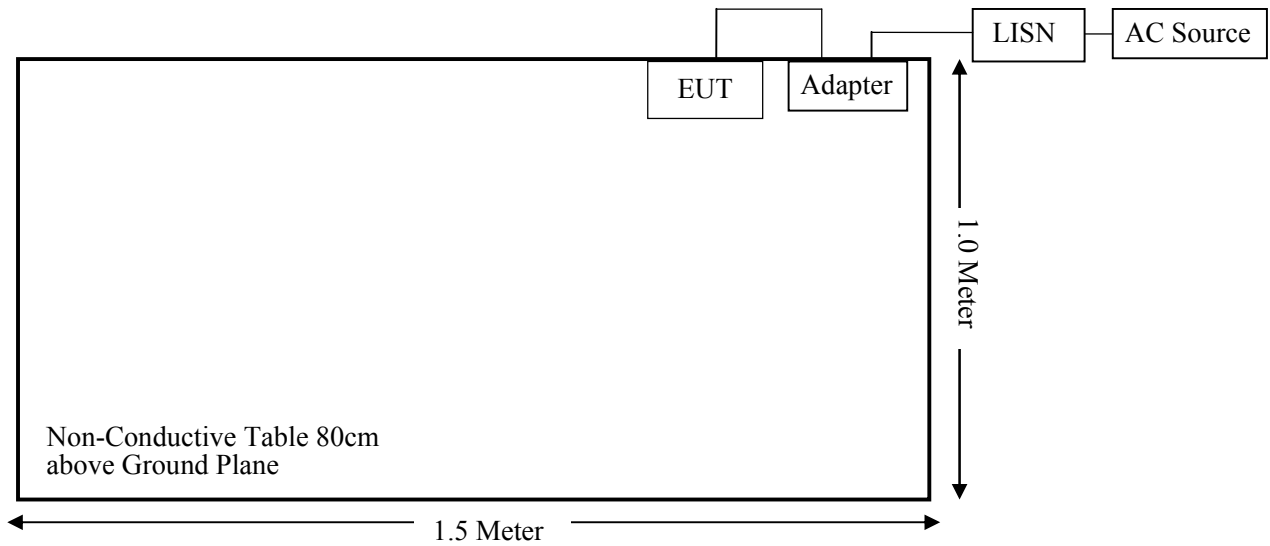 LISN
AC Source
EUT
Adapter
1.0 Meter
Non-Conductive Table 80cm
above Ground Plane
1.5 Meter